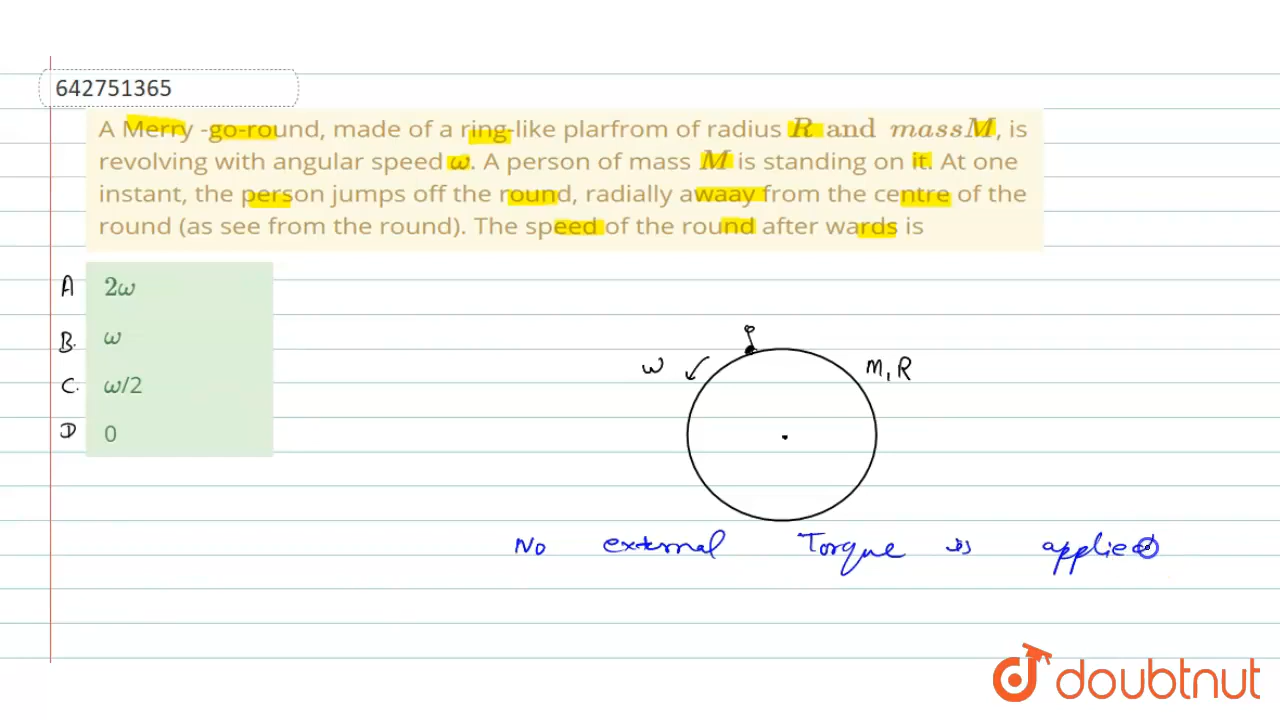 642751365
A Merry -go-round, made of a ring-like plarfrom of radius R and massM, is
revolving with angular speed ω. A person of mass M is standing on it. At one
instant, the person jumps off the round, radially awaay from the centre of the
round (as see from the round). The speed of the round after wards is
A 2ω
B. ω
C. ω/2
D 0
ω
M, R
No external Torque is applied
doubtnut